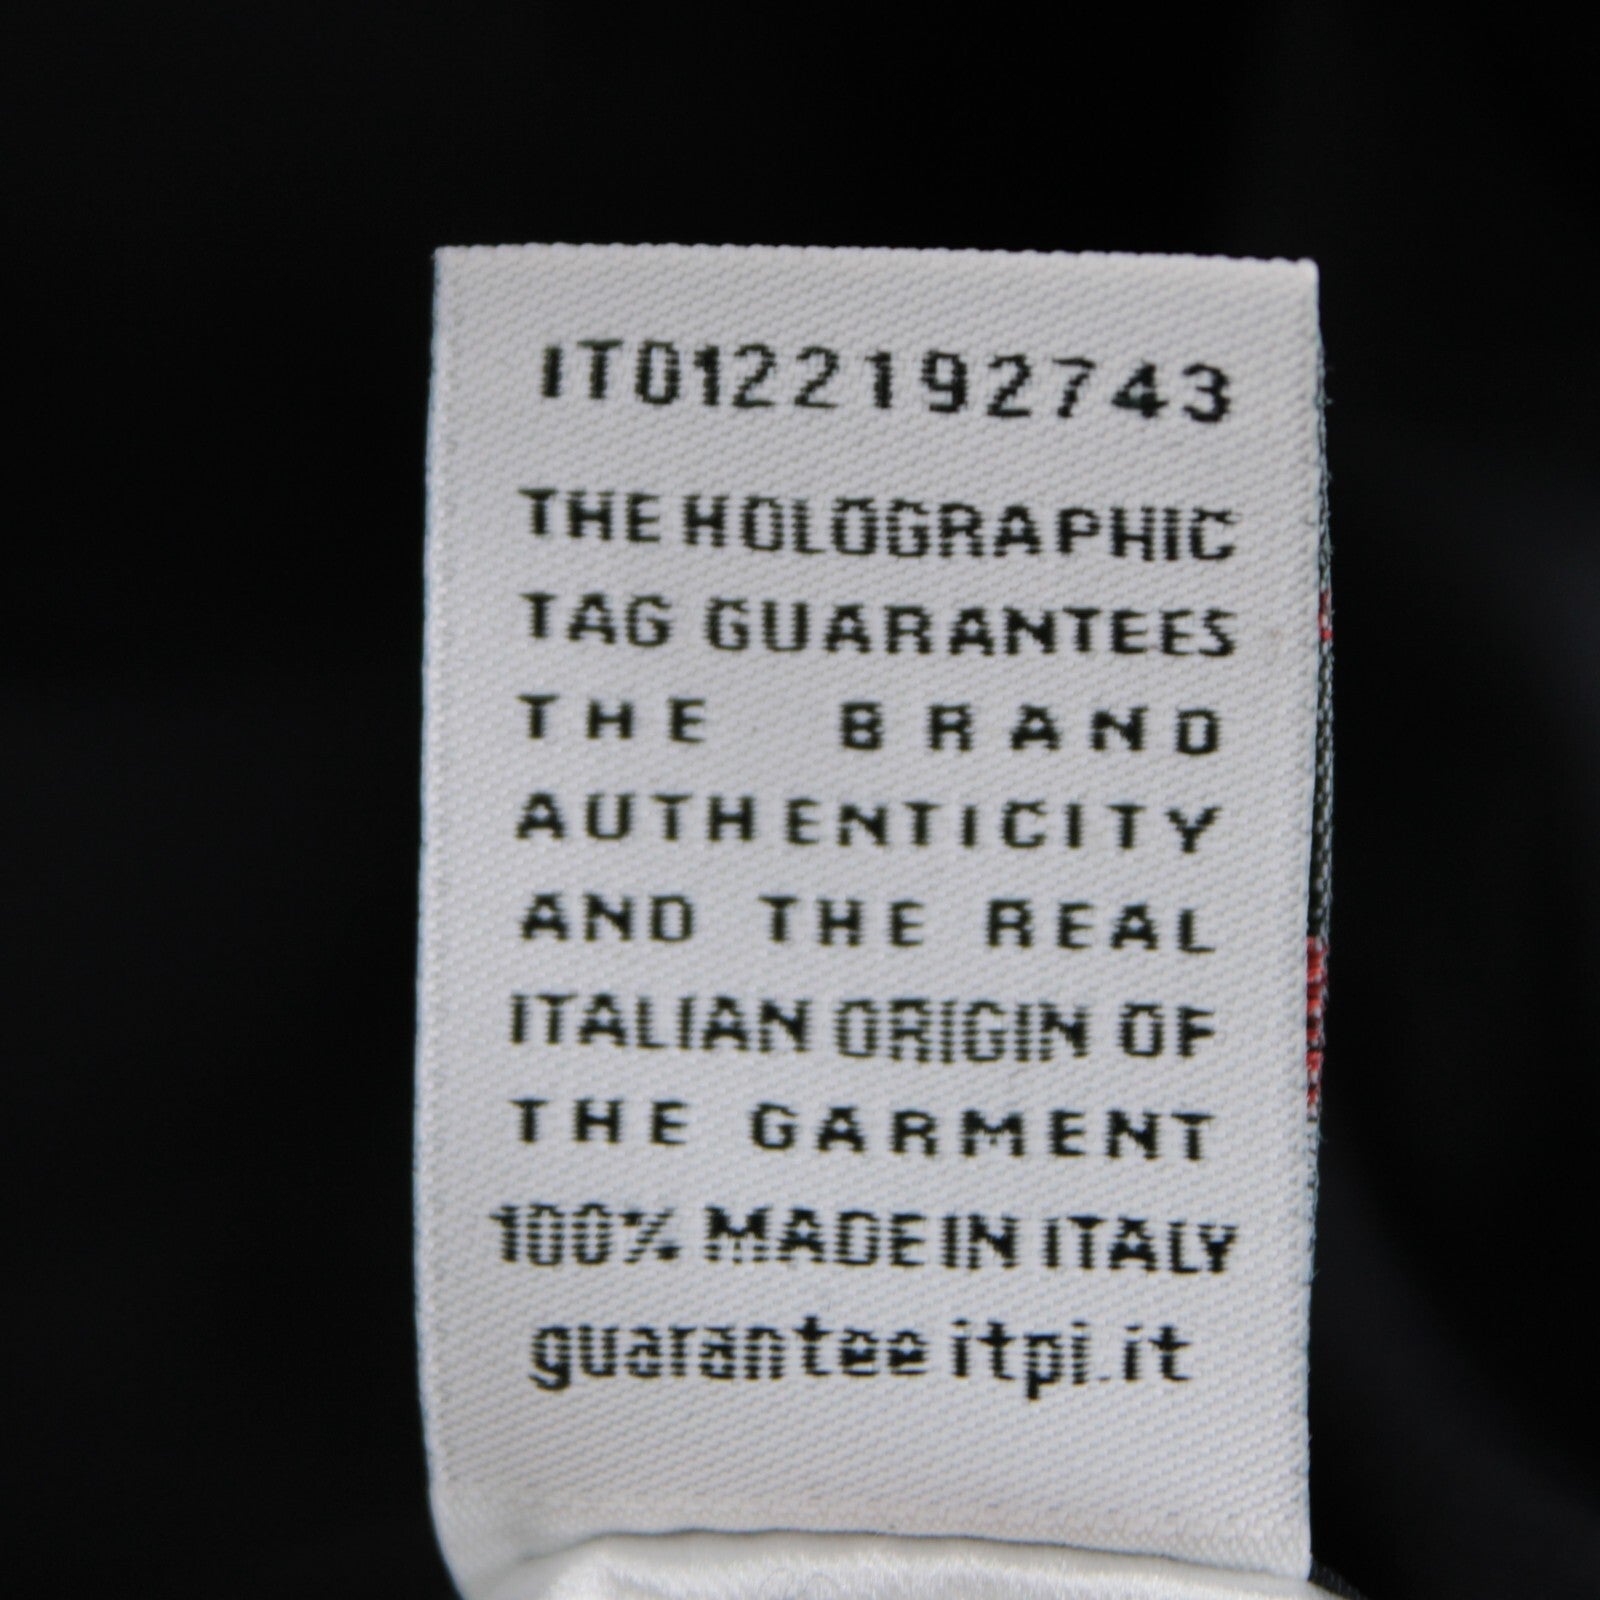 IT0122192743
THE HOLOGRAPHIC
TAG GUARANTEES
THE BRAND
AUTHENTICITY
AND THE REAL
ITALIAN ORIGIN OF
THE GARMENT
100% MADE IN ITALY
guarantee itpi.it